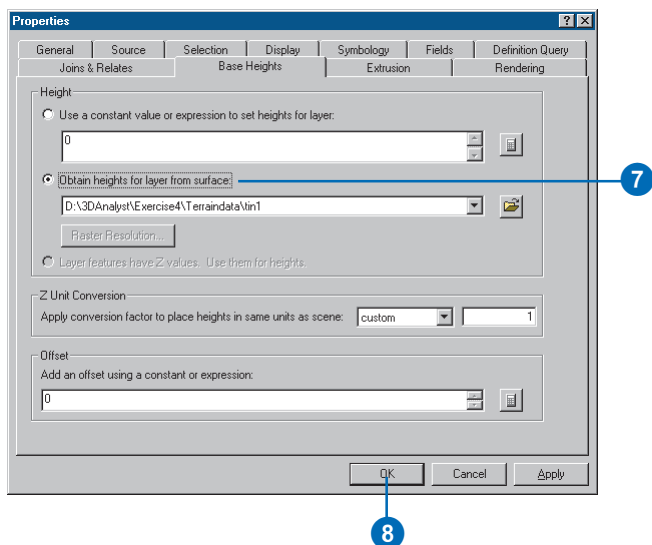 Properties
General Source Selection Display Symbology Fields Definition Query
Joins & Relates Base Heights Extrusion Rendering
Height
Use a constant value or expression to set heights for layer:
0
Obtain heights for layer from surface:
7
D:\3DAnalyst\Exercise4\Terraindata\tin1
Raster Resolution...
Layer features have Z values. Use them for heights.
Z Unit Conversion
Apply conversion factor to place heights in same units as scene: custom 1
Offset
Add an offset using a constant or expression:
0
OK Cancel Apply
8